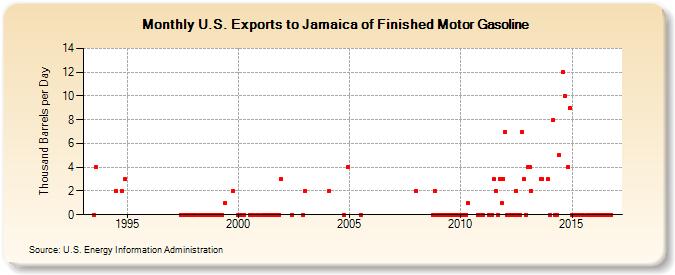 Monthly U.S. Exports to Jamaica of Finished Motor Gasoline
Thousand Barrels per Day
14
12
10
8
6
4
2
0
1995 2000 2005 2010 2015
Source: U.S. Energy Information Administration